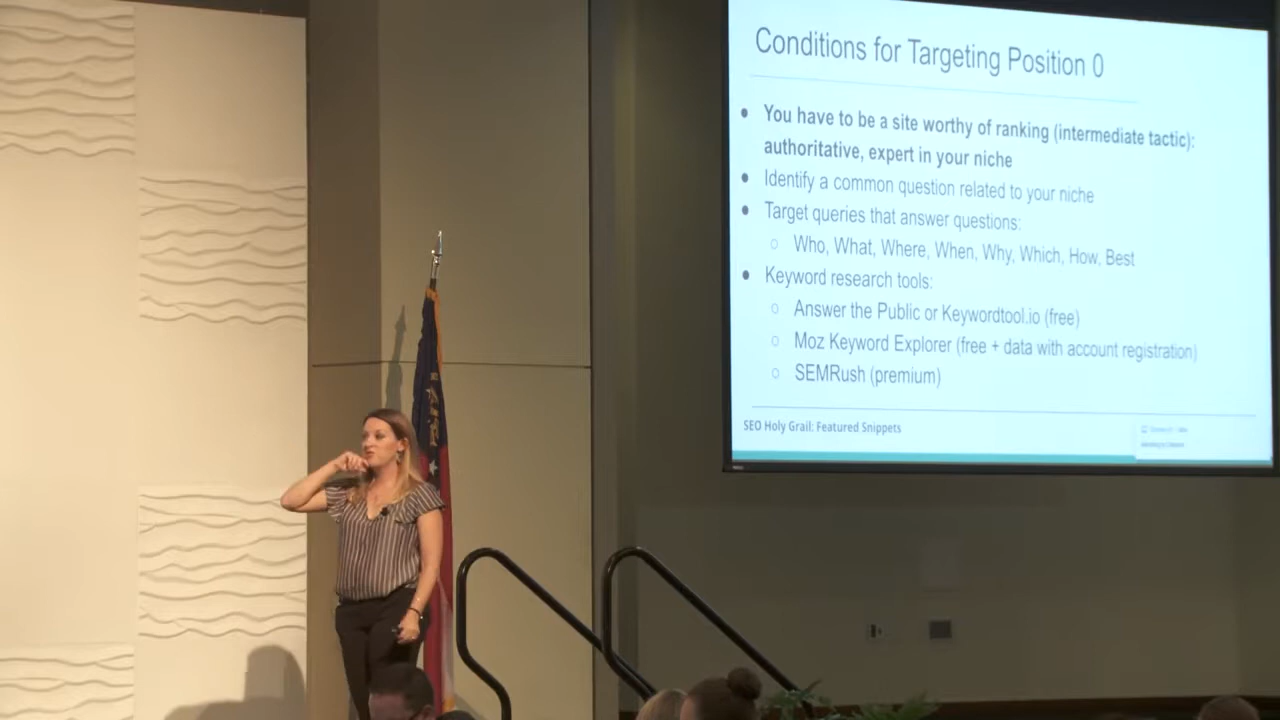 Conditions for Targeting Position 0
You have to be a site worthy of ranking (intermediate tactic):
authoritative, expert in your niche
Identify a common question related to your niche
Target queries that answer questions:
Who, What, Where, When, Why, Which, How, Best
Keyword research tools:
Answer the Public or Keywordtool.io (free)
Moz Keyword Explorer (free + data with account registration)
SEMRush (premium)
SEO Holy Grail: Featured Snippets